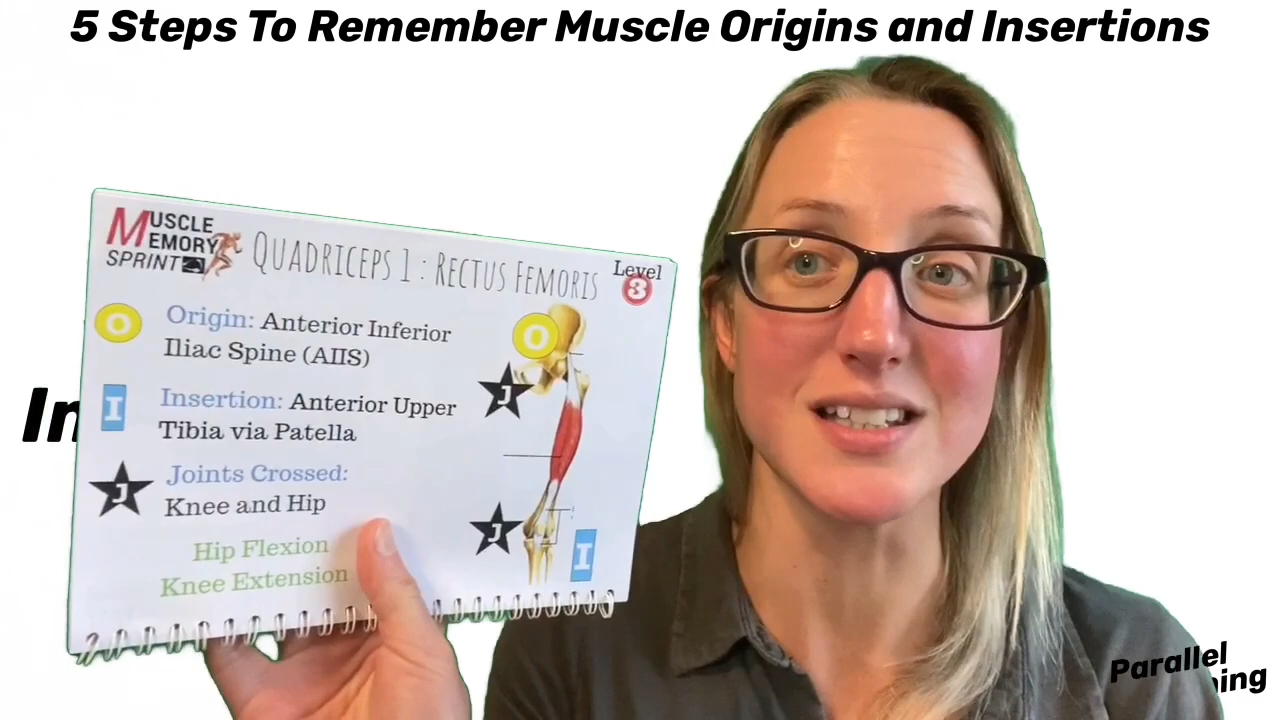 5 Steps To Remember Muscle Origins and Insertions
MUSCLE
MEMORY
SPRINT
QUADRICEPS 1 : RECTUS FEMORIS
Level
3
O
Origin: Anterior Inferior
Iliac Spine (AIIS)
I
Insertion: Anterior Upper
Tibia via Patella
J
Joints Crossed:
Knee and Hip
Hip Flexion
Knee Extension
O
J
J
I
Parallel